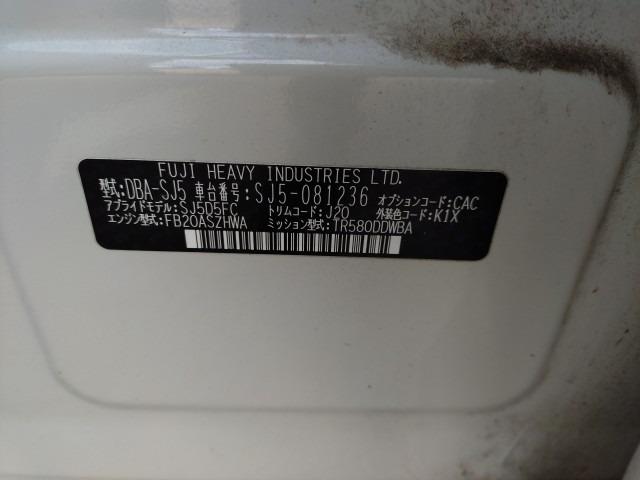 FUJI HEAVY INDUSTRIES LTD.
型式:DBA-SJ5 車台番号:SJ5-081236 オプションコード:CAC
アプライドモデル:SJ5D5FC トリムコード:J20 外装色コード:K1X
エンジン型式:FB20ASZHWA ミッション型式:TR580DDWBA